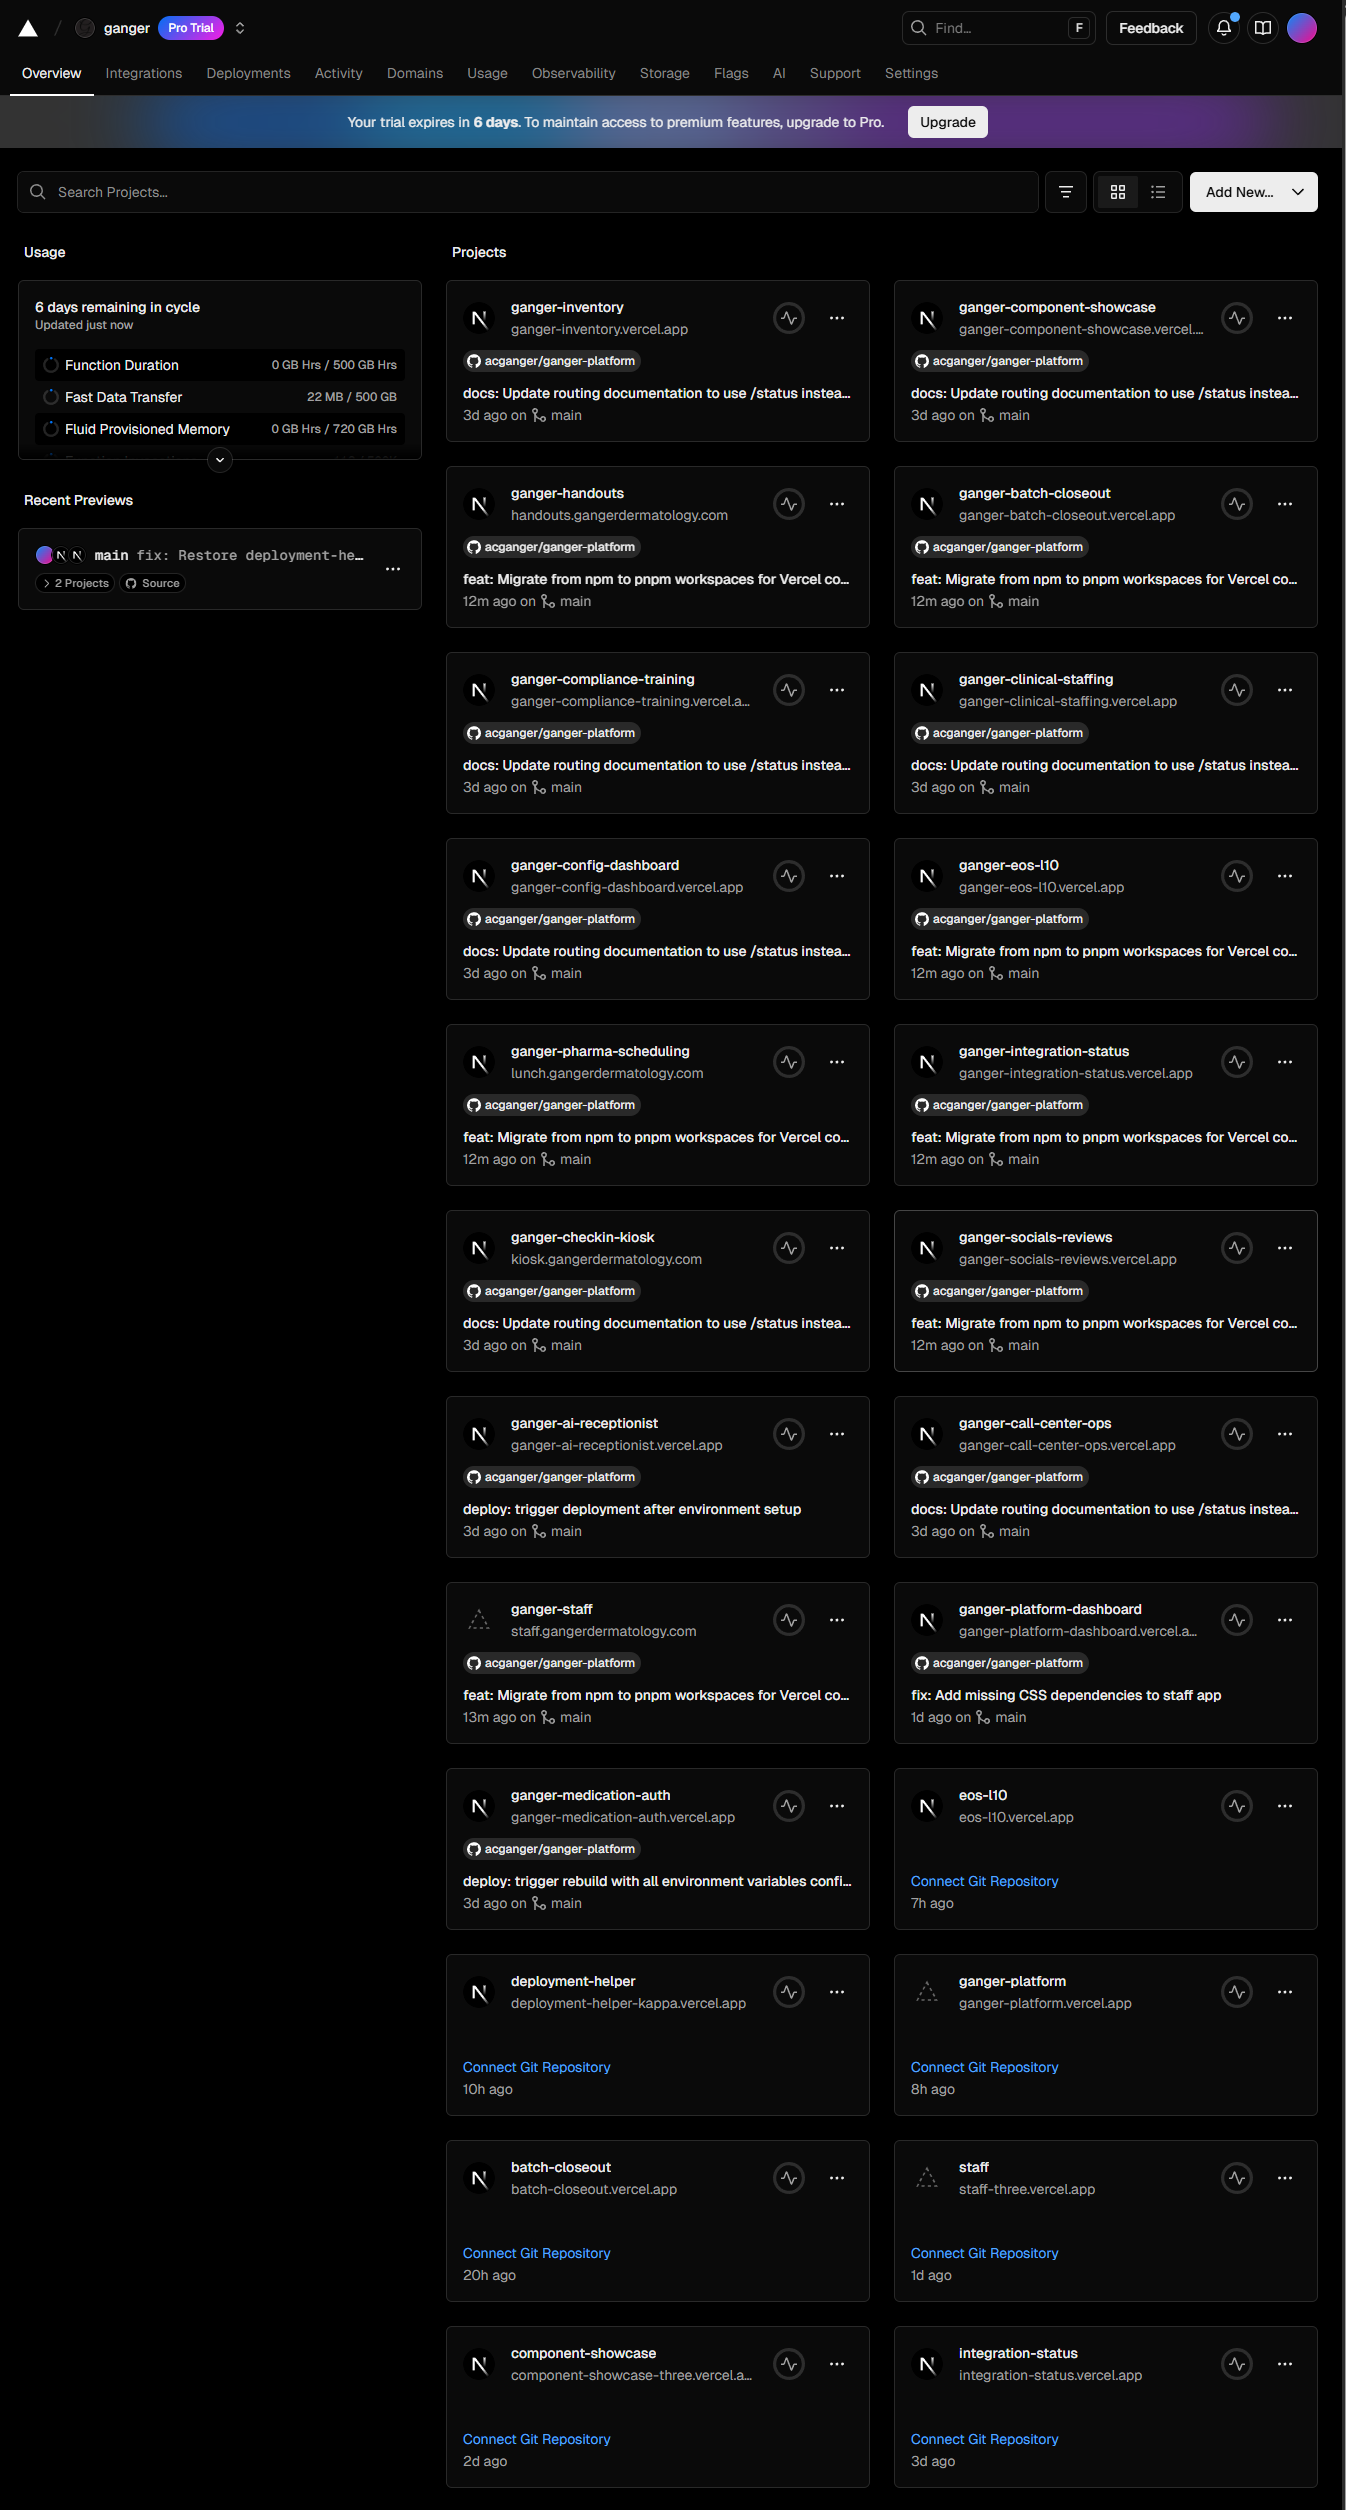 ganger Pro Trial
Find... F
Feedback
Overview Integrations Deployments Activity Domains Usage Observability Storage Flags AI Support Settings
Your trial expires in 6 days. To maintain access to premium features, upgrade to Pro. Upgrade
Search Projects...
Add New...
Usage
6 days remaining in cycle
Updated just now
Function Duration 0 GB Hrs / 500 GB Hrs
Fast Data Transfer 22 MB / 500 GB
Fluid Provisioned Memory 0 GB Hrs / 720 GB Hrs
Recent Previews
main fix: Restore deployment-he...
2 Projects Source
Projects
ganger-inventory
ganger-inventory.vercel.app
acganger/ganger-platform
docs: Update routing documentation to use /status instea...
3d ago on main
ganger-component-showcase
ganger-component-showcase.vercel....
acganger/ganger-platform
docs: Update routing documentation to use /status instea...
3d ago on main
ganger-handouts
handouts.gangerdermatology.com
acganger/ganger-platform
feat: Migrate from npm to pnpm workspaces for Vercel co...
12m ago on main
ganger-batch-closeout
ganger-batch-closeout.vercel.app
acganger/ganger-platform
feat: Migrate from npm to pnpm workspaces for Vercel co...
12m ago on main
ganger-compliance-training
ganger-compliance-training.vercel.a...
acganger/ganger-platform
docs: Update routing documentation to use /status instea...
3d ago on main
ganger-clinical-staffing
ganger-clinical-staffing.vercel.app
acganger/ganger-platform
docs: Update routing documentation to use /status instea...
3d ago on main
ganger-config-dashboard
ganger-config-dashboard.vercel.app
acganger/ganger-platform
docs: Update routing documentation to use /status instea...
3d ago on main
ganger-eos-l10
ganger-eos-l10.vercel.app
acganger/ganger-platform
feat: Migrate from npm to pnpm workspaces for Vercel co...
12m ago on main
ganger-pharma-scheduling
lunch.gangerdermatology.com
acganger/ganger-platform
feat: Migrate from npm to pnpm workspaces for Vercel co...
12m ago on main
ganger-integration-status
ganger-integration-status.vercel.app
acganger/ganger-platform
feat: Migrate from npm to pnpm workspaces for Vercel co...
12m ago on main
ganger-checkin-kiosk
kiosk.gangerdermatology.com
acganger/ganger-platform
docs: Update routing documentation to use /status instea...
3d ago on main
ganger-socials-reviews
ganger-socials-reviews.vercel.app
acganger/ganger-platform
feat: Migrate from npm to pnpm workspaces for Vercel co...
12m ago on main
ganger-ai-receptionist
ganger-ai-receptionist.vercel.app
acganger/ganger-platform
deploy: trigger deployment after environment setup
3d ago on main
ganger-call-center-ops
ganger-call-center-ops.vercel.app
acganger/ganger-platform
docs: Update routing documentation to use /status instea...
3d ago on main
ganger-staff
staff.gangerdermatology.com
acganger/ganger-platform
feat: Migrate from npm to pnpm workspaces for Vercel co...
13m ago on main
ganger-platform-dashboard
ganger-platform-dashboard.vercel.a...
acganger/ganger-platform
fix: Add missing CSS dependencies to staff app
1d ago on main
ganger-medication-auth
ganger-medication-auth.vercel.app
acganger/ganger-platform
deploy: trigger rebuild with all environment variables confi...
3d ago on main
eos-l10
eos-l10.vercel.app
Connect Git Repository
7h ago
deployment-helper
deployment-helper-kappa.vercel.app
Connect Git Repository
10h ago
ganger-platform
ganger-platform.vercel.app
Connect Git Repository
8h ago
batch-closeout
batch-closeout.vercel.app
Connect Git Repository
20h ago
staff
staff-three.vercel.app
Connect Git Repository
1d ago
component-showcase
component-showcase-three.vercel.a...
Connect Git Repository
2d ago
integration-status
integration-status.vercel.app
Connect Git Repository
3d ago